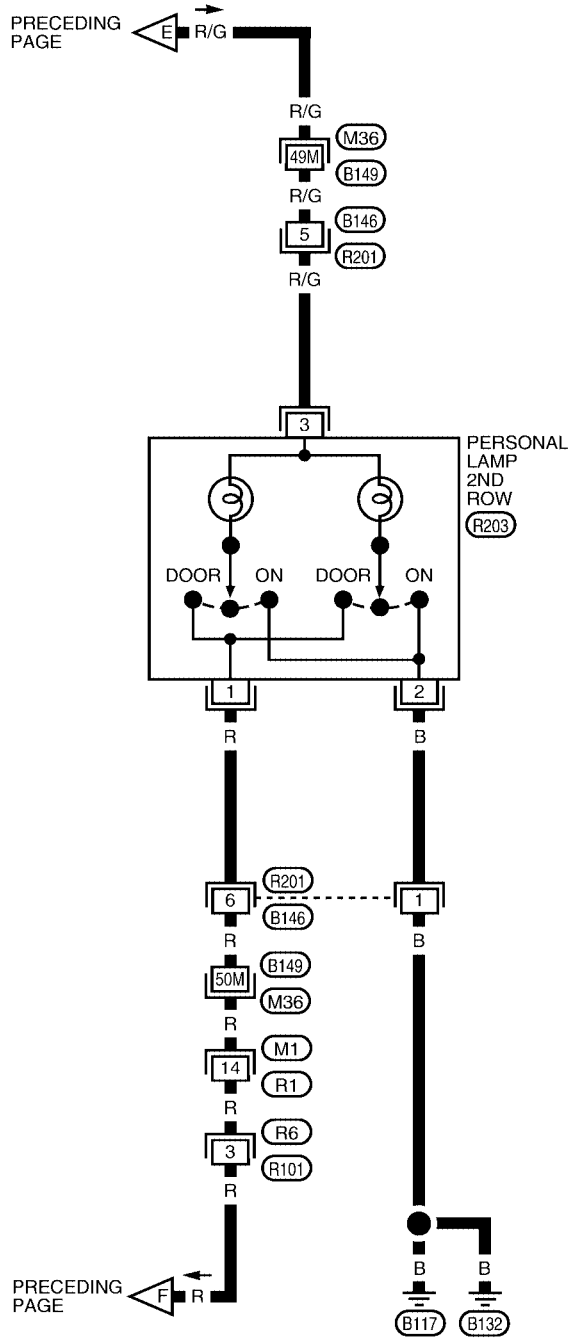 PRECEDING
PAGE
E
R/G
R/G
M36
49M
B149
R/G
B146
5
R201
R/G
3
PERSONAL
LAMP
2ND
ROW
R203
DOOR ON DOOR ON
1 2
R B
R201
6 1
B146
R B
B149
50M
M36
R
M1
14
R1
R
R6
3
R101
R
B B
PRECEDING
PAGE
F
R
B117 B132